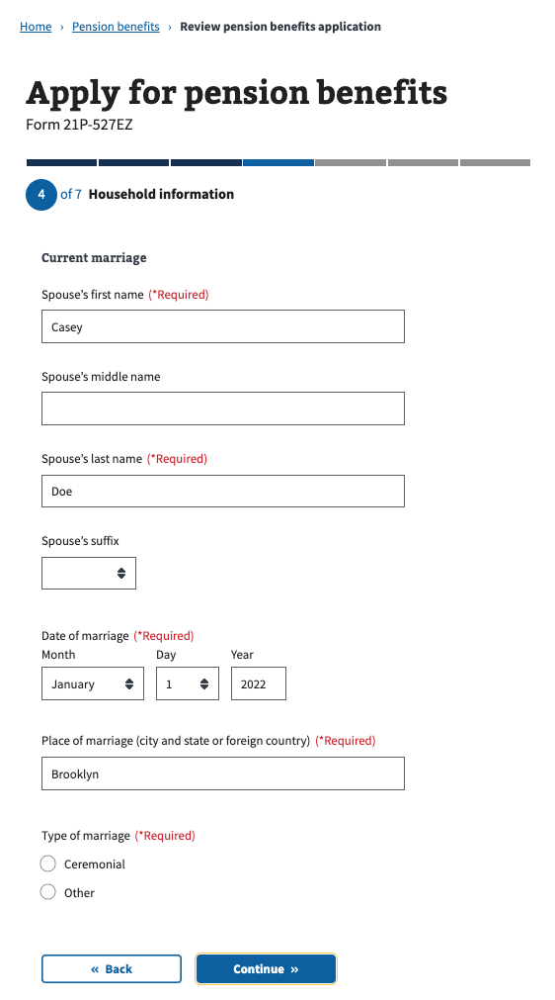 Home › Pension benefits › Review pension benefits application
Apply for pension benefits
Form 21P-527EZ
4 of 7 Household information
Current marriage
Spouse's first name (*Required)
Casey
Spouse's middle name
Spouse's last name (*Required)
Doe
Spouse's suffix
Date of marriage (*Required)
Month Day Year
January 1 2022
Place of marriage (city and state or foreign country) (*Required)
Brooklyn
Type of marriage (*Required)
Ceremonial
Other
« Back Continue »